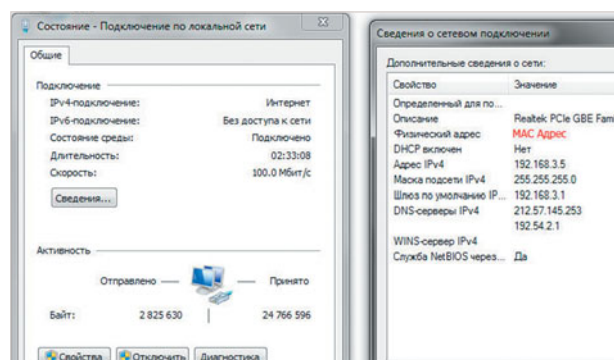 Состояние - Подключение по локальной сети
Общие
Подключение
IPv4-подключение: Интернет
IPv6-подключение: Без доступа к сети
Состояние среды: Подключено
Длительность: 02:33:08
Скорость: 100.0 Мбит/с
Сведения...
Активность
Отправлено — Принято
Байт: 2 825 630 24 766 596
Свойства Отключить Диагностика
Сведения о сетевом подключении
Дополнительные сведения о сети:
Свойство Значение
Определенный для по...
Описание Realtek PCIe GBE Fami
Физический адрес MAC Адрес
DHCP включен Нет
Адрес IPv4 192.168.3.5
Маска подсети IPv4 255.255.255.0
Шлюз по умолчанию IP... 192.168.3.1
DNS-серверы IPv4 212.57.145.253
192.54.2.1
WINS-сервер IPv4
Служба NetBIOS через... Да